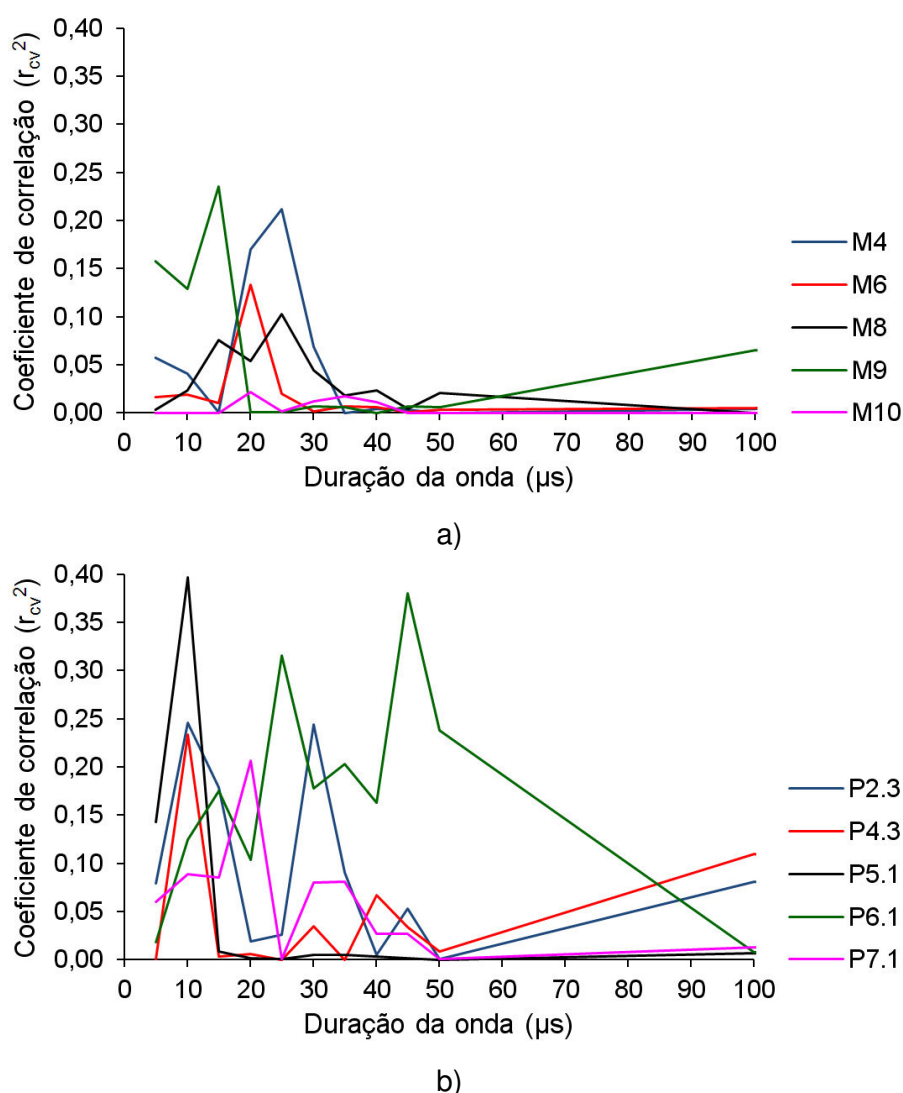 Coeficiente de correlação (r_cv²)
0,40
0,35
0,30
0,25
0,20
0,15
0,10
0,05
0,00
0 10 20 30 40 50 60 70 80 90 100
Duração da onda (µs)
M4
M6
M8
M9
M10
a)
Coeficiente de correlação (r_cv²)
0,40
0,35
0,30
0,25
0,20
0,15
0,10
0,05
0,00
0 10 20 30 40 50 60 70 80 90 100
Duração da onda (µs)
P2.3
P4.3
P5.1
P6.1
P7.1
b)